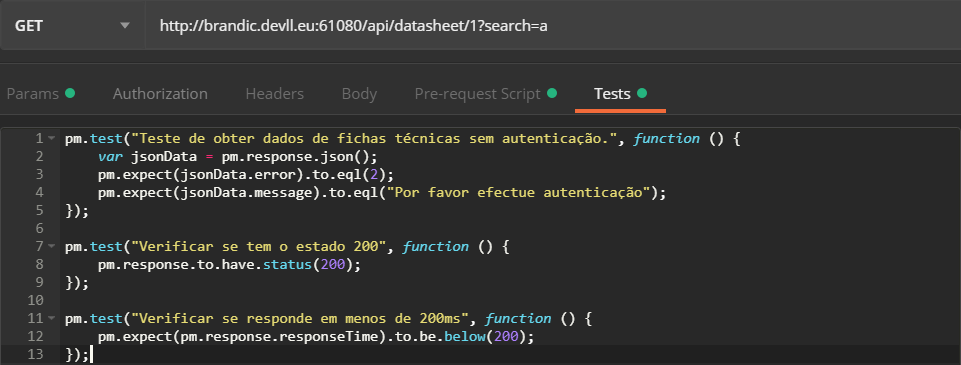 GET http://brandic.devll.eu:61080/api/datasheet/1?search=a
Params Authorization Headers Body Pre-request Script Tests
1 pm.test("Teste de obter dados de fichas técnicas sem autenticação.", function () {
2 var jsonData = pm.response.json();
3 pm.expect(jsonData.error).to.eql(2);
4 pm.expect(jsonData.message).to.eql("Por favor efectue autenticação");
5 });
6
7 pm.test("Verificar se tem o estado 200", function () {
8 pm.response.to.have.status(200);
9 });
10
11 pm.test("Verificar se responde em menos de 200ms", function () {
12 pm.expect(pm.response.responseTime).to.be.below(200);
13 });